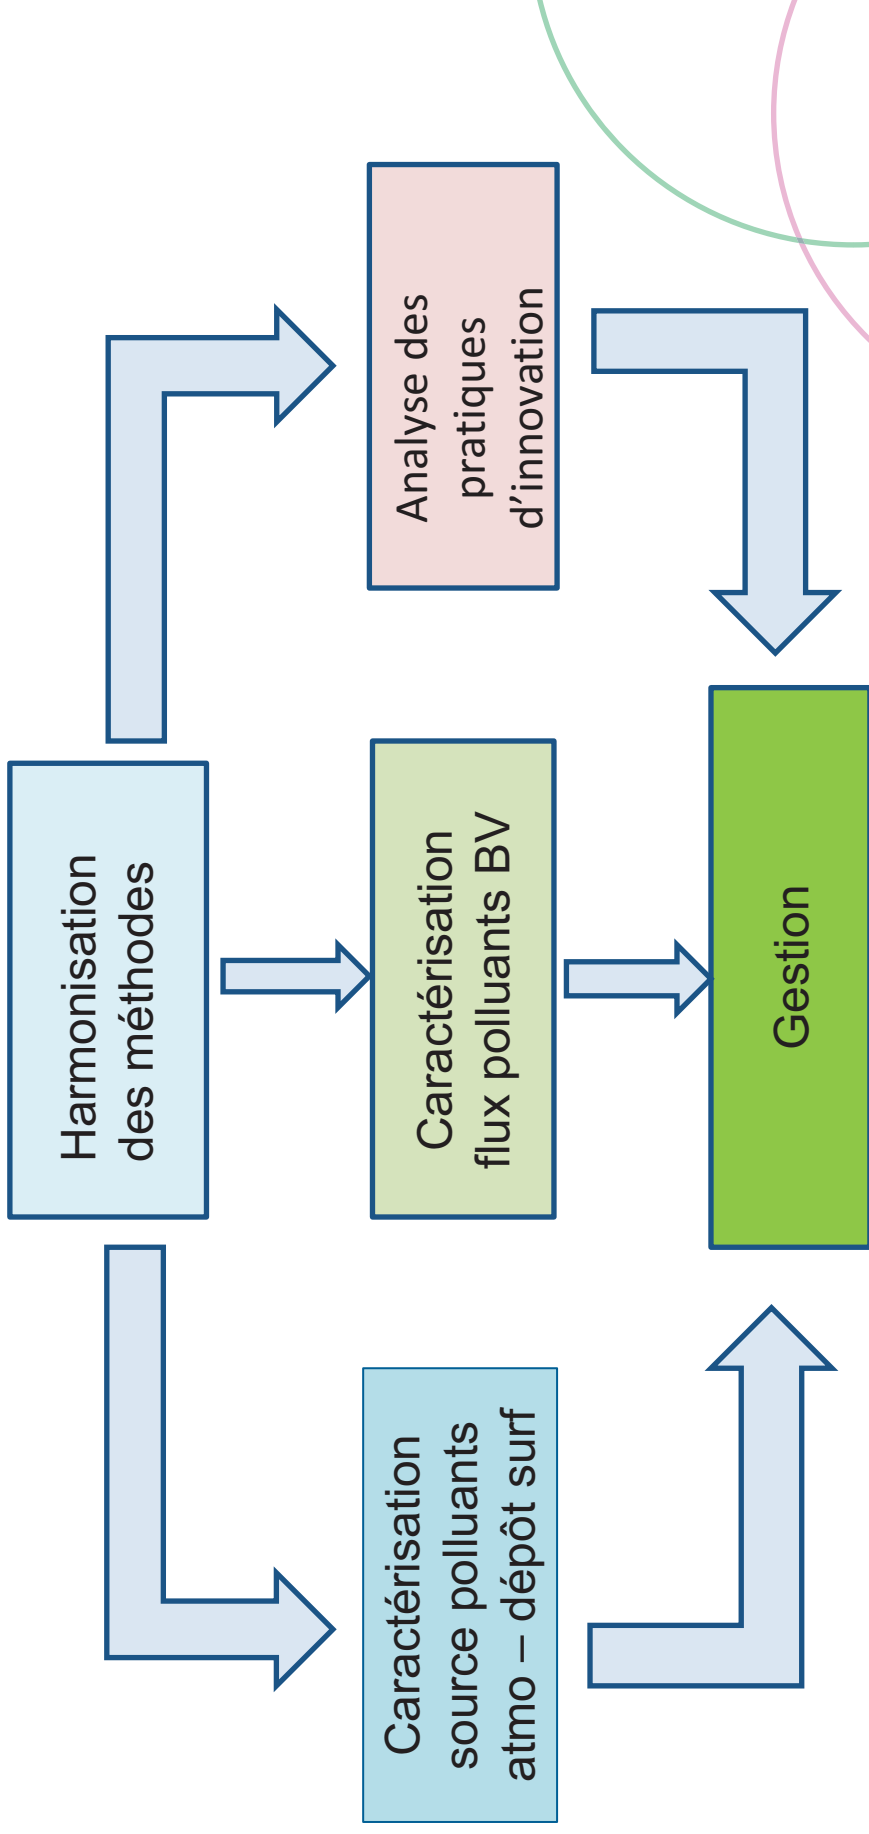 Harmonisation
des méthodes
Caractérisation
source polluants
atmo – dépôt surf
Caractérisation
flux polluants BV
Analyse des
pratiques
d’innovation
Gestion